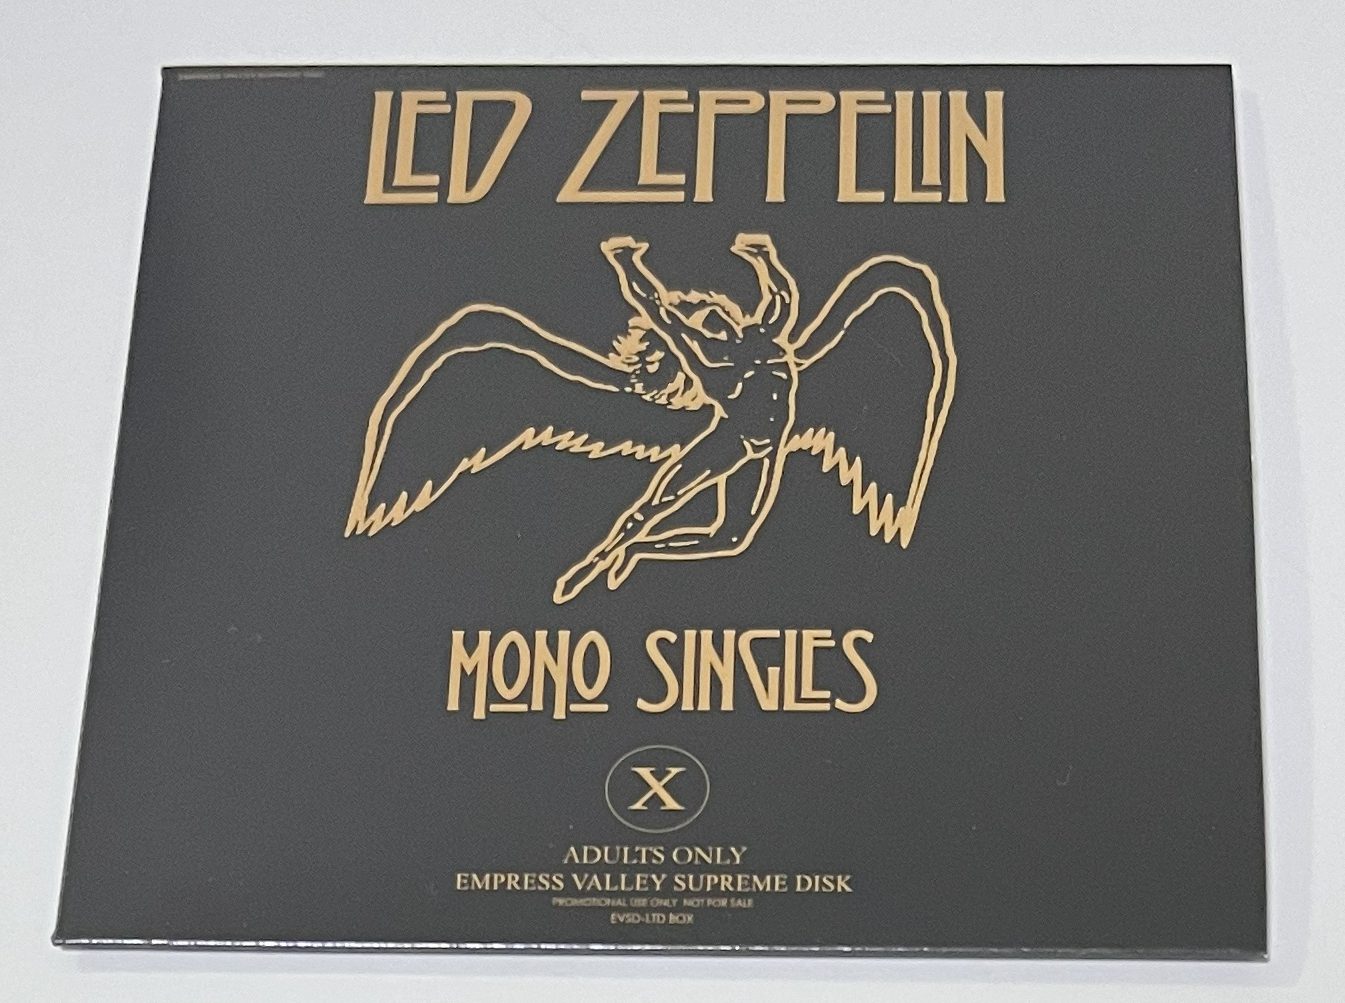 LED ZEPPELIN
MONO SINGLES
X
ADULTS ONLY
EMPRESS VALLEY SUPREME DISK
PROMOTIONAL USE ONLY NOT FOR SALE
EVSD-LTD BOX